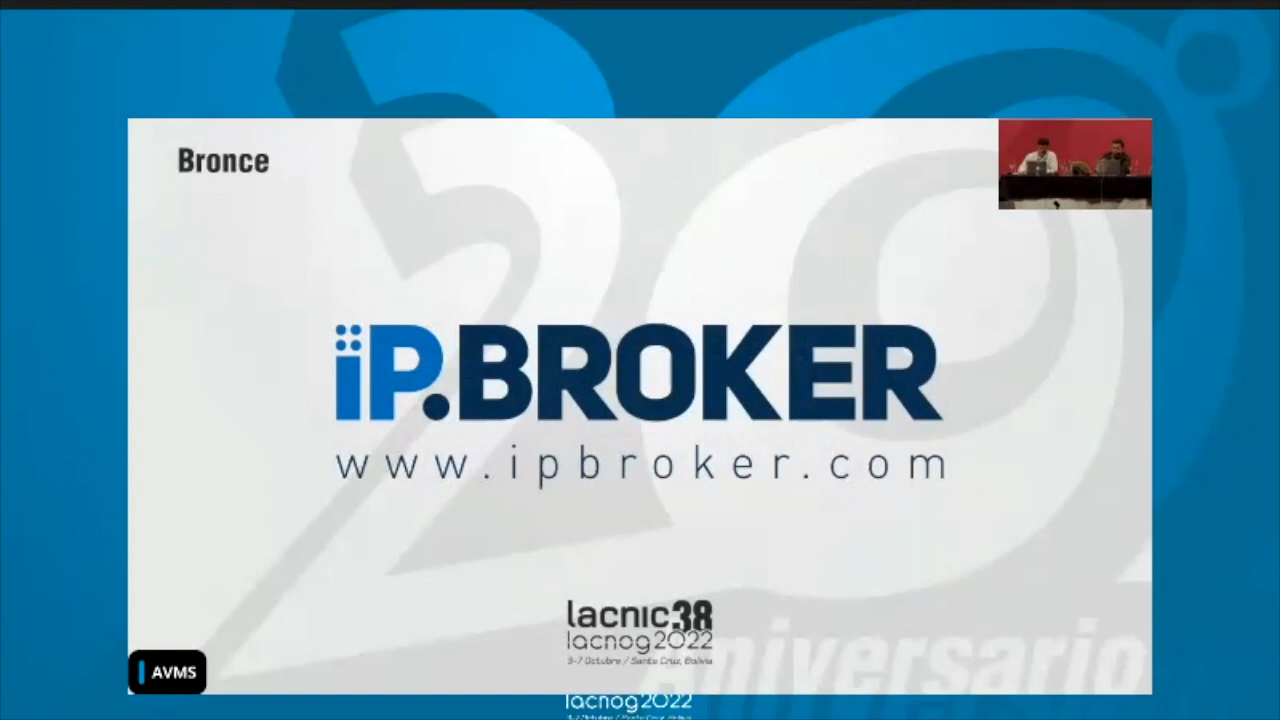 Bronce
iP.BROKER
www.ipbroker.com
lacnic38
lacnog2022
3-7 Octubre / Santa Cruz, Bolivia
Aniversario
AVMS
lacnog2022